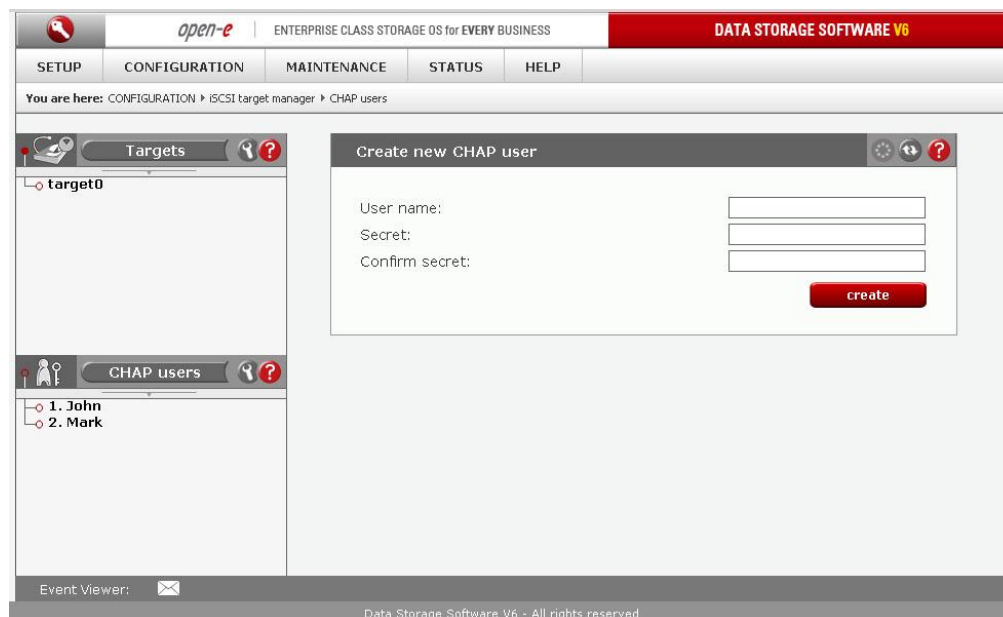 open-e ENTERPRISE CLASS STORAGE OS for EVERY BUSINESS DATA STORAGE SOFTWARE V6
SETUP CONFIGURATION MAINTENANCE STATUS HELP
You are here: CONFIGURATION iSCSI target manager CHAP users
Targets
target0
Create new CHAP user
User name:
Secret:
Confirm secret:
create
CHAP users
1. John
2. Mark
Event Viewer:
Data Storage Software V6 - All rights reserved